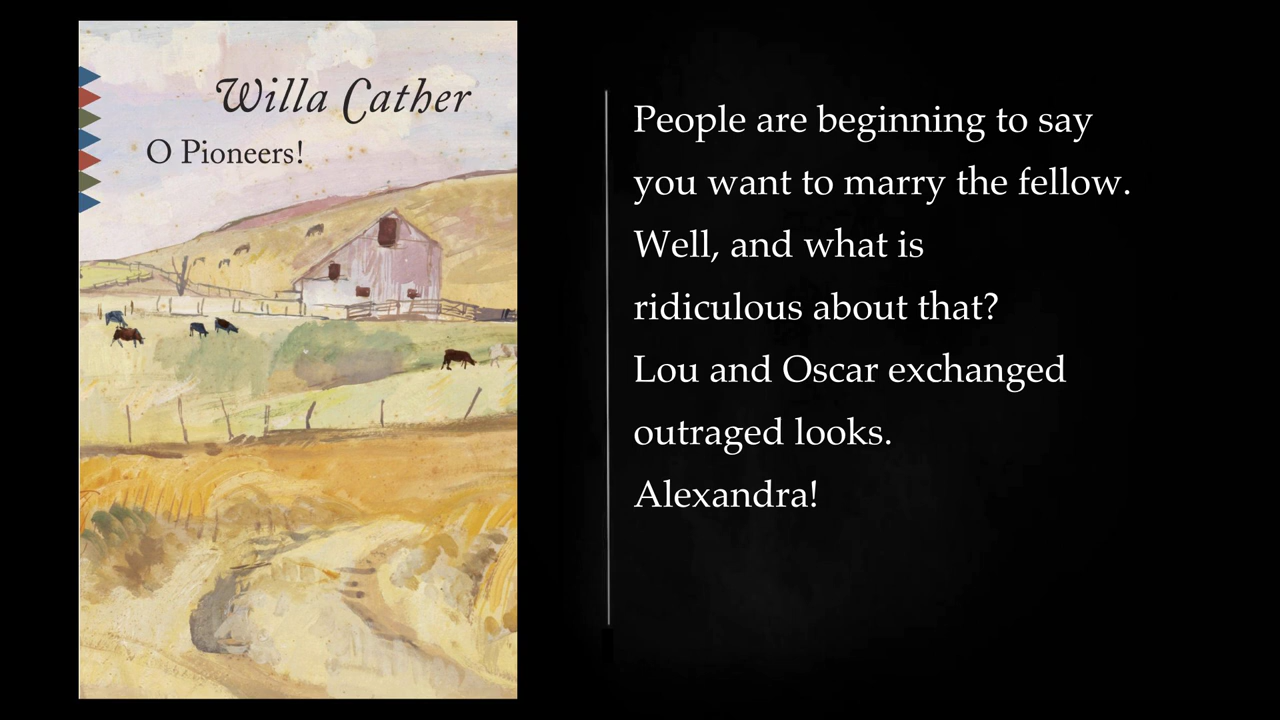 Willa Cather
O Pioneers!
People are beginning to say
you want to marry the fellow.
Well, and what is
ridiculous about that?
Lou and Oscar exchanged
outraged looks.
Alexandra!